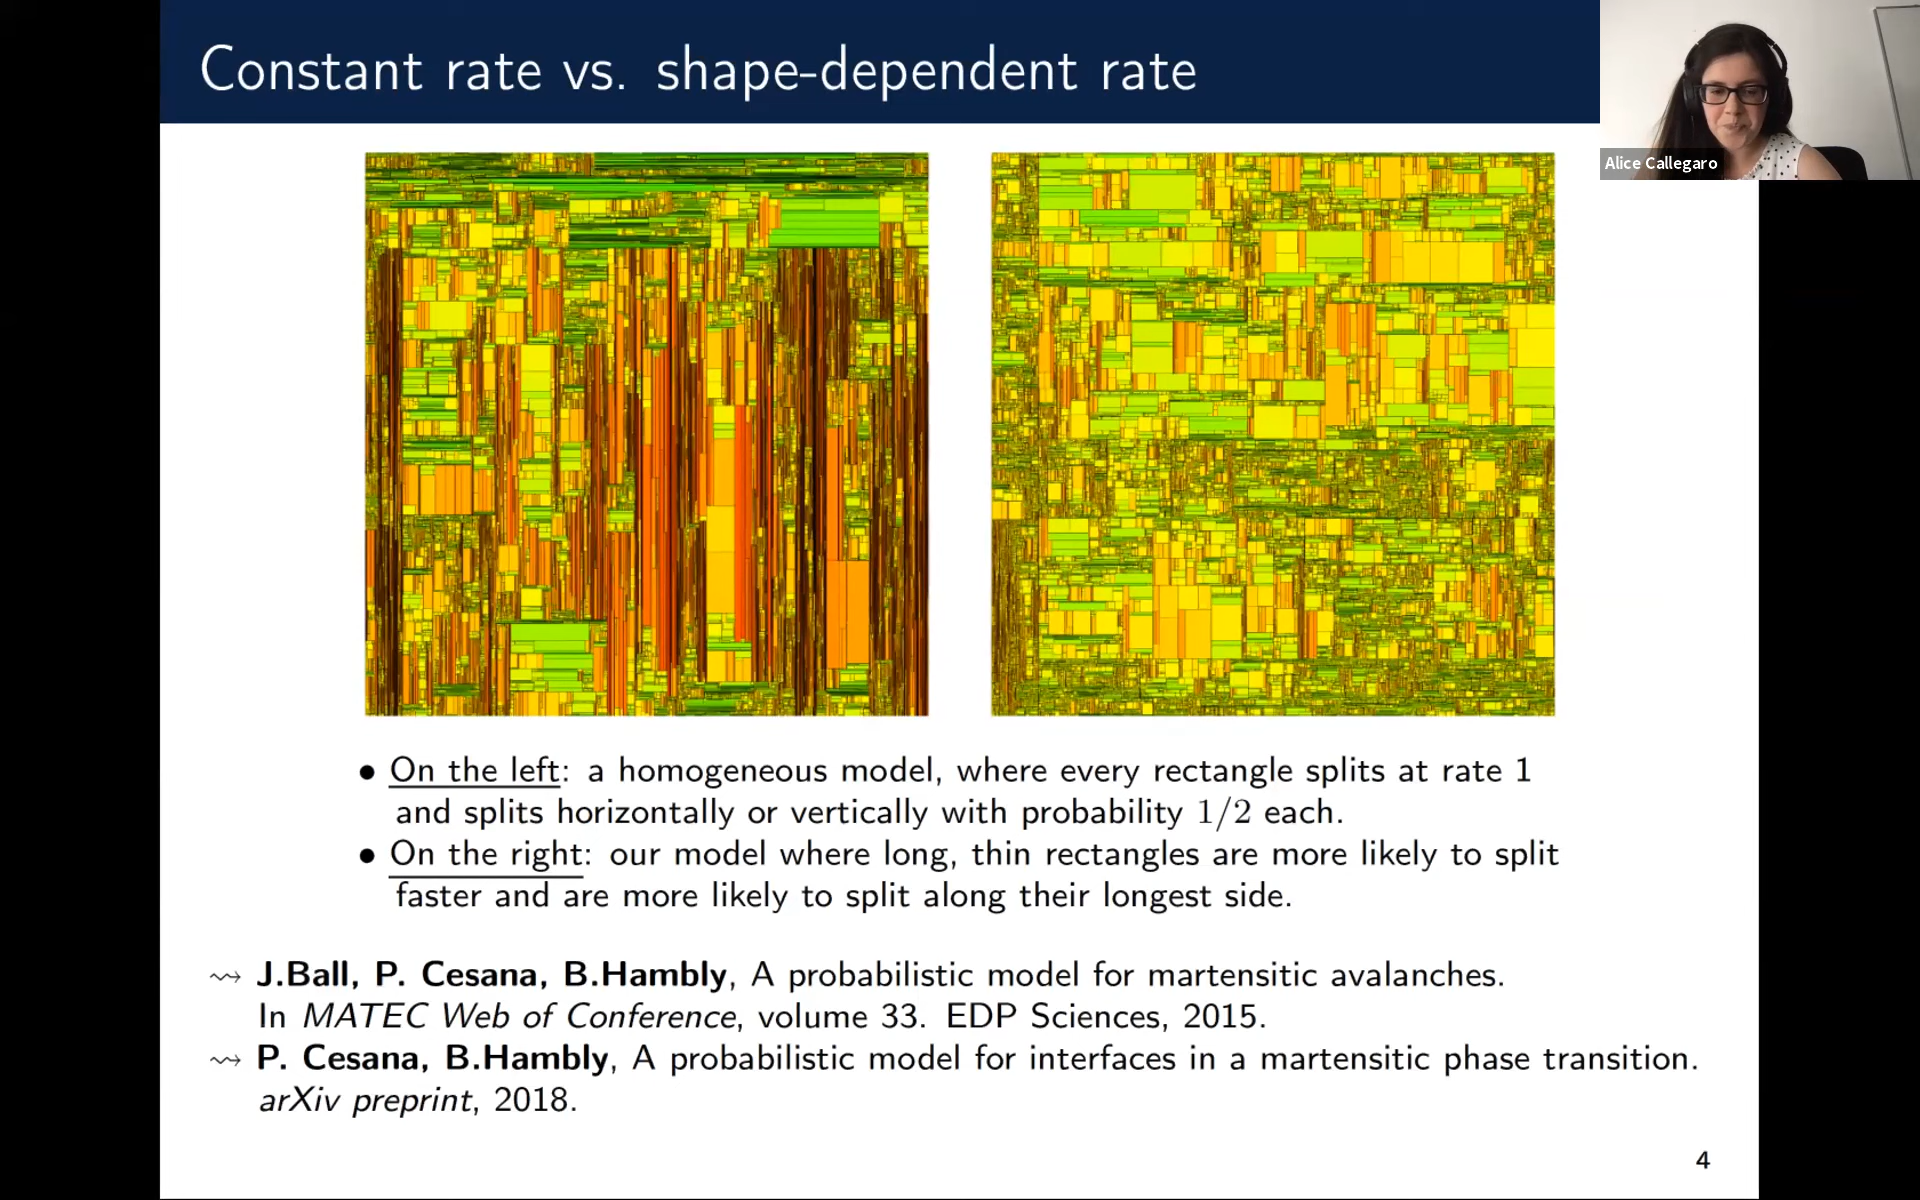 Constant rate vs. shape-dependent rate
Alice Callegaro
• On the left: a homogeneous model, where every rectangle splits at rate 1
and splits horizontally or vertically with probability 1/2 each.
• On the right: our model where long, thin rectangles are more likely to split
faster and are more likely to split along their longest side.
⇝ J.Ball, P. Cesana, B.Hambly, A probabilistic model for martensitic avalanches.
In MATEC Web of Conference, volume 33. EDP Sciences, 2015.
⇝ P. Cesana, B.Hambly, A probabilistic model for interfaces in a martensitic phase transition.
arXiv preprint, 2018.
4